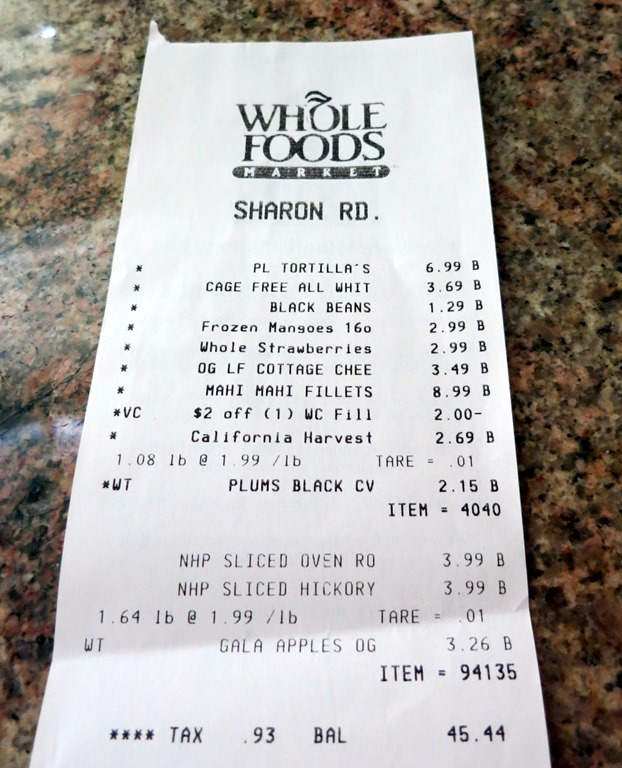 WHOLE
FOODS
MARKET
SHARON RD.
* PL TORTILLA'S 6.99 B
* CAGE FREE ALL WHIT 3.69 B
* BLACK BEANS 1.29 B
* Frozen Mangoes 16o 2.99 B
* Whole Strawberries 2.99 B
* OG LF COTTAGE CHEE 3.49 B
* MAHI MAHI FILLETS 8.99 B
*VC $2 off (1) WC Fill 2.00-
* California Harvest 2.69 B
1.08 lb @ 1.99 /lb TARE = .01
*WT PLUMS BLACK CV 2.15 B
ITEM = 4040
NHP SLICED OVEN RO 3.99 B
NHP SLICED HICKORY 3.99 B
1.64 lb @ 1.99 /lb TARE = .01
WT GALA APPLES OG 3.26 B
ITEM = 94135
**** TAX .93 BAL 45.44